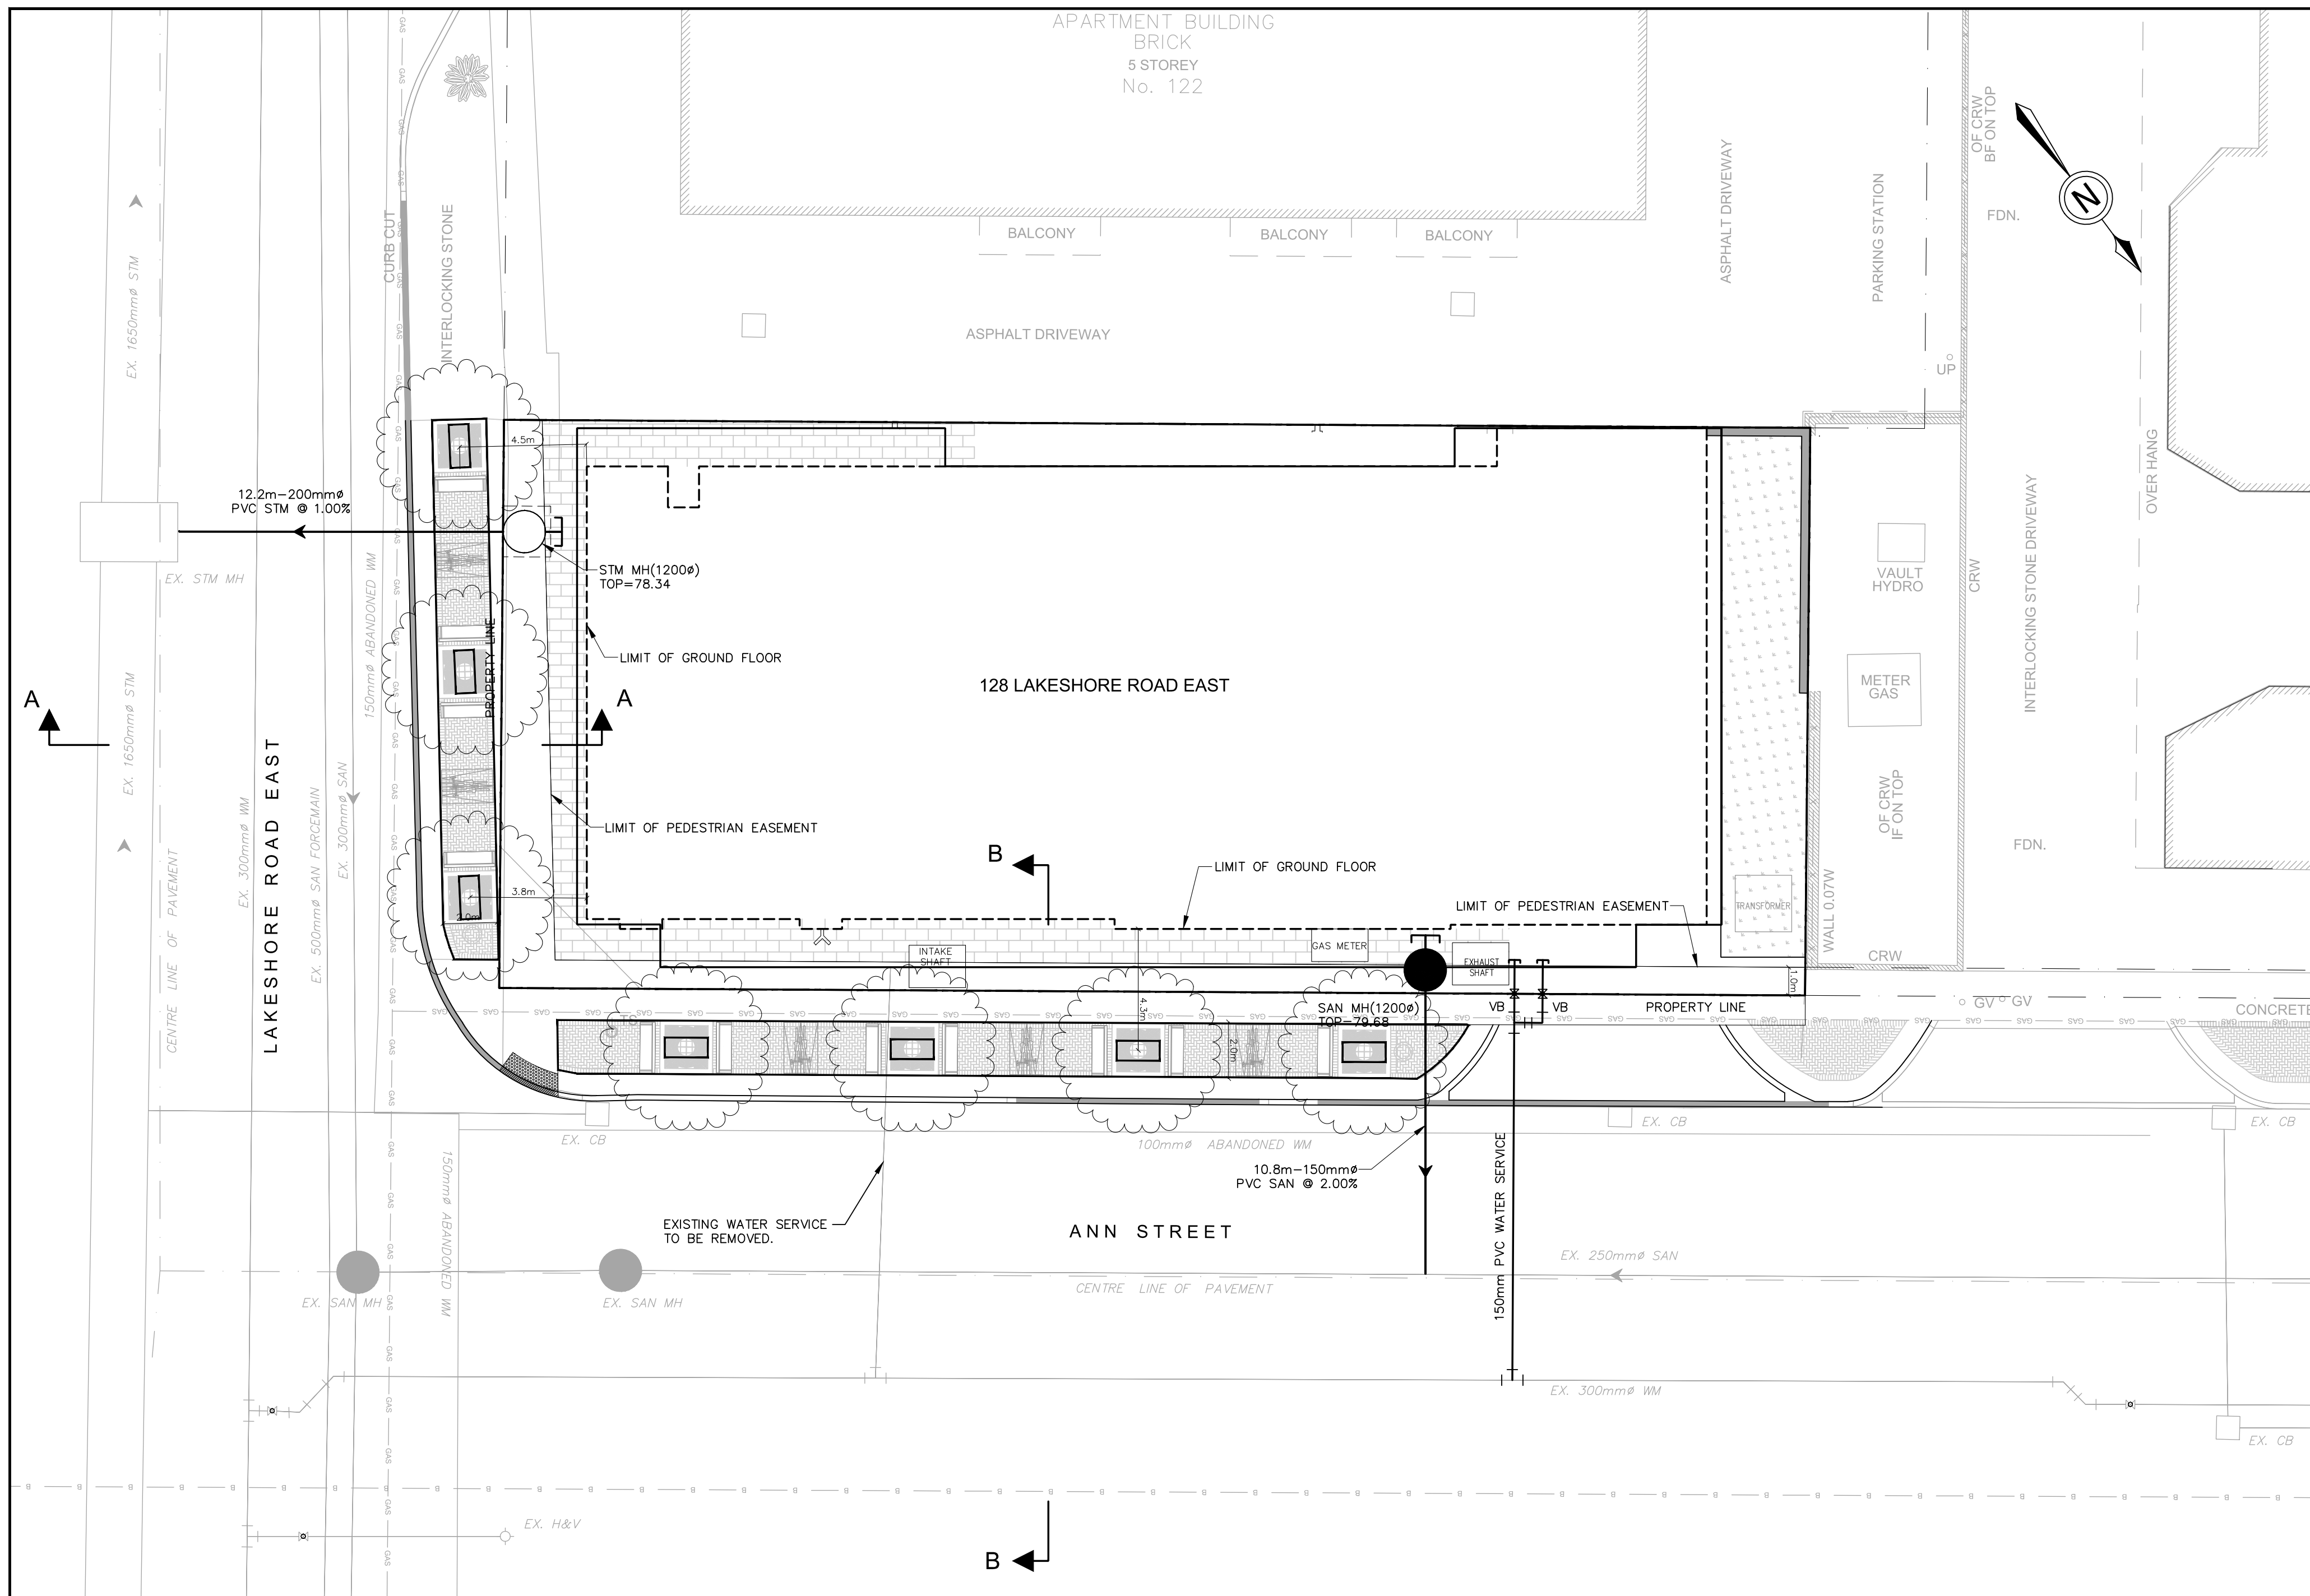 APARTMENT BUILDING
BRICK
5 STOREY
No. 122
BALCONY
BALCONY
BALCONY
ASPHALT DRIVEWAY
ASPHALT DRIVEWAY
PARKING STATION
OF CRW
BF ON TOP
FDN.
N
UP
OVER HANG
INTERLOCKING STONE DRIVEWAY
CRW
VAULT
HYDRO
METER
GAS
OF CRW
IF ON TOP
FDN.
WALL 0.07W
CRW
TRANSFORMER
EX. 1650mmø STM
CURB CUT
INTERLOCKING STONE
GAS
4.5m
12.2m-200mmø
PVC STM @ 1.00%
EX. STM MH
STM MH(1200ø)
TOP=78.34
150mmø ABANDONED WM
LIMIT OF GROUND FLOOR
PROPERTY LINE
128 LAKESHORE ROAD EAST
A
A
EX. 1650mmø STM
LAKESHORE ROAD EAST
EX. 300mmø WM
EX. 500mmø SAN FORCEMAIN
EX. 300mmø SAN
CENTRE LINE OF PAVEMENT
LIMIT OF PEDESTRIAN EASEMENT
B
LIMIT OF GROUND FLOOR
3.8m
2.0m
LIMIT OF PEDESTRIAN EASEMENT
INTAKE
SHAFT
GAS METER
EXHAUST
SHAFT
1.0m
4.3m
SAN MH(1200ø)
TOP=79.68
VB
VB
PROPERTY LINE
GV
GV
CONCRETE
TS
2.0m
EX. CB
EX. CB
EX. CB
100mmø ABANDONED WM
150mmø ABANDONED WM
10.8m-150mmø
PVC SAN @ 2.00%
150mm PVC WATER SERVICE
EXISTING WATER SERVICE
TO BE REMOVED.
ANN STREET
EX. 250mmø SAN
CENTRE LINE OF PAVEMENT
EX. SAN MH
EX. SAN MH
EX. 300mmø WM
EX. CB
EX. H&V
B